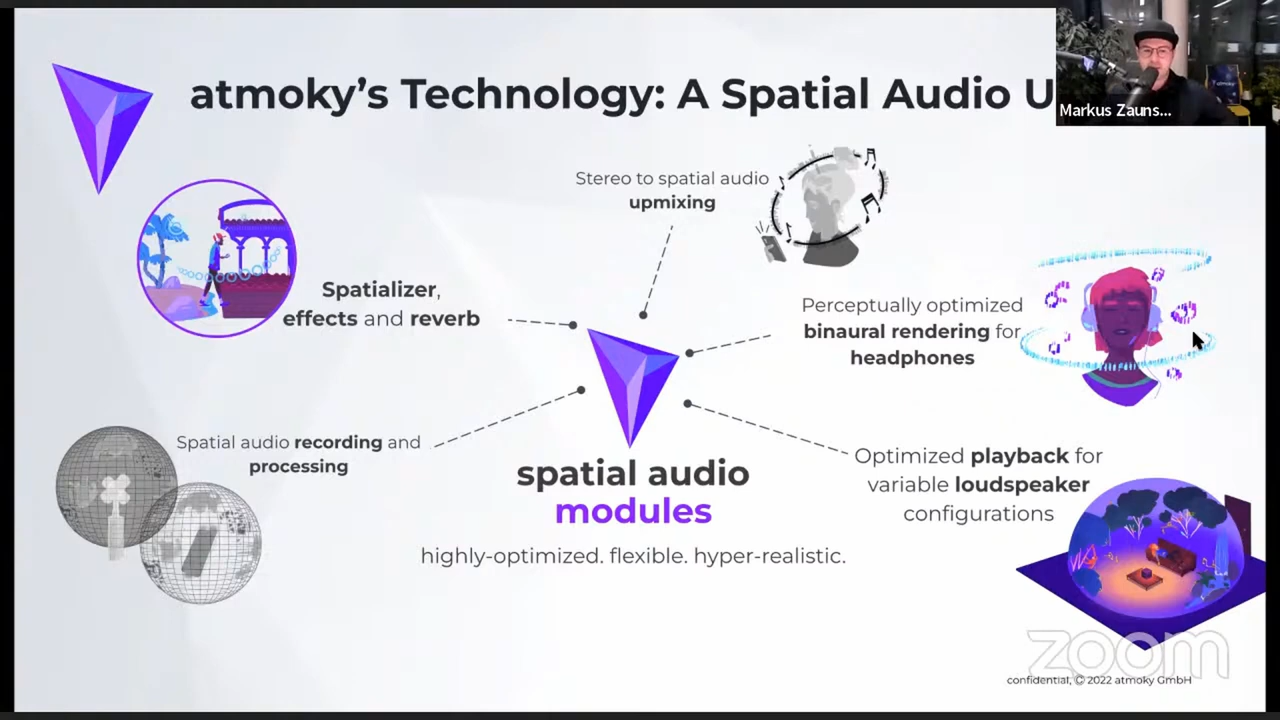 atmoky’s Technology: A Spatial Audio U
Markus Zauns...
Stereo to spatial audio
upmixing
Spatializer,
effects and reverb
Perceptually optimized
binaural rendering for
headphones
Spatial audio recording and
processing
Optimized playback for
variable loudspeaker
configurations
spatial audio
modules
highly-optimized. flexible. hyper-realistic.
zoom
confidential, © 2022 atmoky GmbH